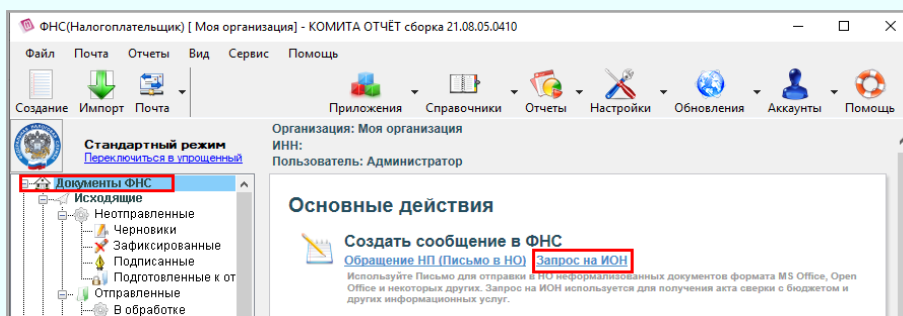 ФНС(Налогоплательщик) [ Моя организация] - КОМИТА ОТЧЁТ сборка 21.08.05.0410
Файл Почта Отчеты Вид Сервис Помощь
Создание Импорт Почта Приложения Справочники Отчеты Настройки Обновления Аккаунты Помощь
Стандартный режим
Переключиться в упрощенный
Организация: Моя организация
ИНН:
Пользователь: Администратор
Документы ФНС
Исходящие
Неотправленные
Черновики
Зафиксированные
Подписанные
Подготовленные к от
Отправленные
В обработке
Основные действия
Создать сообщение в ФНС
Обращение НП (Письмо в НО) Запрос на ИОН
Используйте Письмо для отправки в НО неформализованных документов формата MS Office, Open
Office и некоторых других. Запрос на ИОН используется для получения акта сверки с бюджетом и
других информационных услуг.